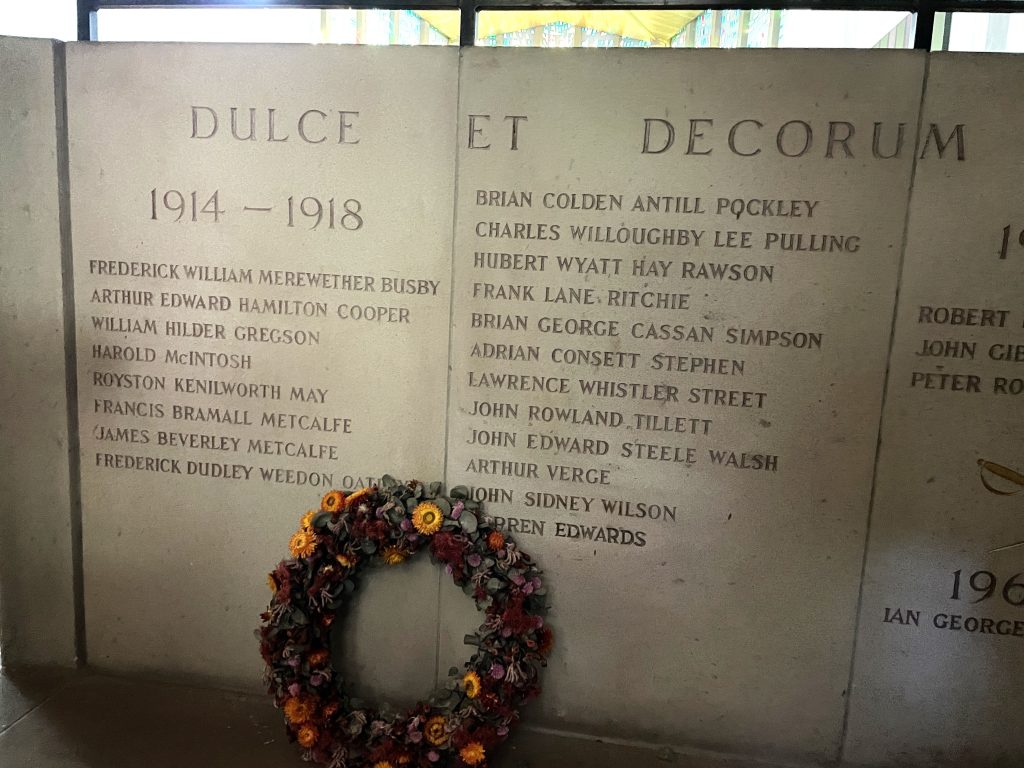 DULCE ET DECORUM
1914 – 1918
FREDERICK WILLIAM MEREWETHER BUSBY
ARTHUR EDWARD HAMILTON COOPER
WILLIAM HILDER GREGSON
HAROLD McINTOSH
ROYSTON KENILWORTH MAY
FRANCIS BRAMALL METCALFE
JAMES BEVERLEY METCALFE
FREDERICK DUDLEY WEEDON
BRIAN COLDEN ANTILL POCKLEY
CHARLES WILLOUGHBY LEE PULLING
HUBERT WYATT HAY RAWSON
FRANK LANE RITCHIE
BRIAN GEORGE CASSAN SIMPSON
ADRIAN CONSETT STEPHEN
LAWRENCE WHISTLER STREET
JOHN ROWLAND TILLETT
JOHN EDWARD STEELE WALSH
ARTHUR VERGE
JOHN SIDNEY WILSON
EDWARDS
ROBERT
JOHN
PETER
IAN GEORGE